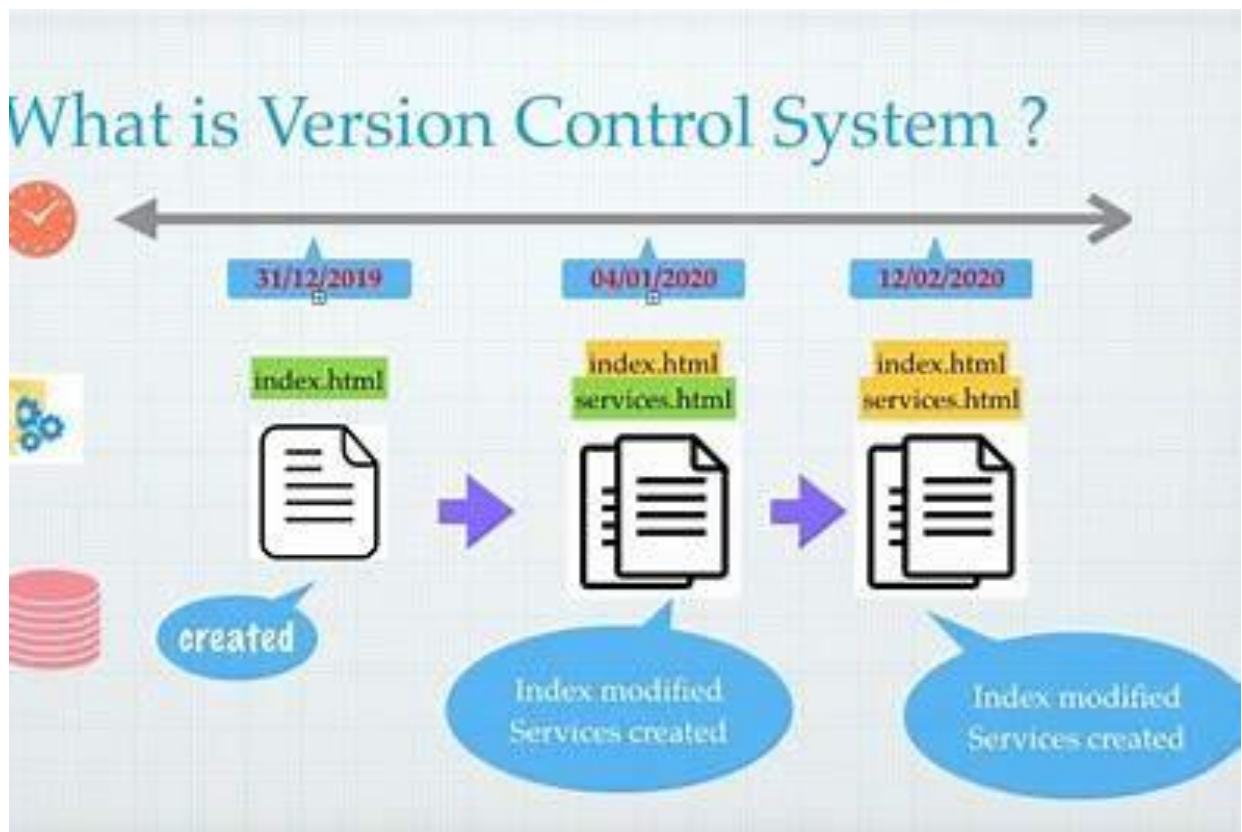 What is Version Control System ?
31/12/2019
04/01/2020
12/02/2020
index.html
index.html
services.html
index.html
services.html
created
Index modified
Services created
Index modified
Services created